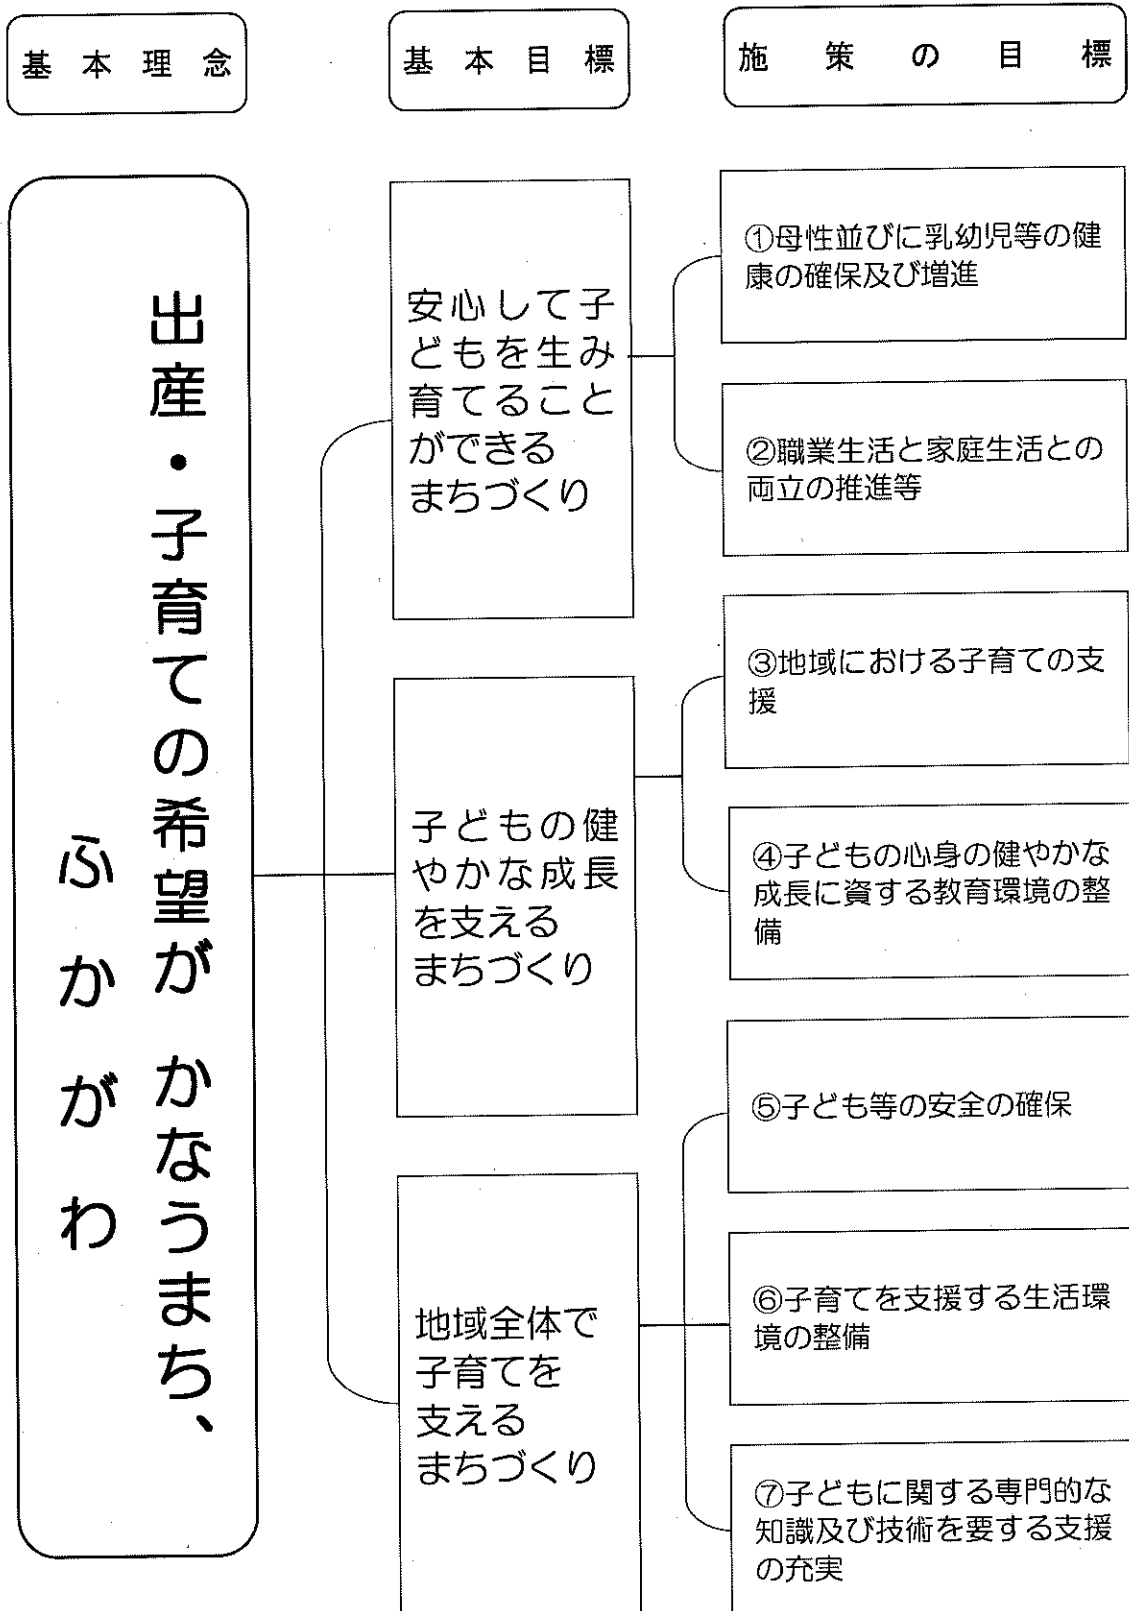 基本理念
基本目標
施策の目標
出産・子育ての希望が かなうまち、
ふかがわ
安心して子
どもを生み
育てること
ができる
まちづくり
①母性並びに乳幼児等の健
康の確保及び増進
②職業生活と家庭生活との
両立の推進等
子どもの健
やかな成長
を支える
まちづくり
③地域における子育ての支
援
④子どもの心身の健やかな
成長に資する教育環境の整
備
地域全体で
子育てを
支える
まちづくり
⑤子ども等の安全の確保
⑥子育てを支援する生活環
境の整備
⑦子どもに関する専門的な
知識及び技術を要する支援
の充実